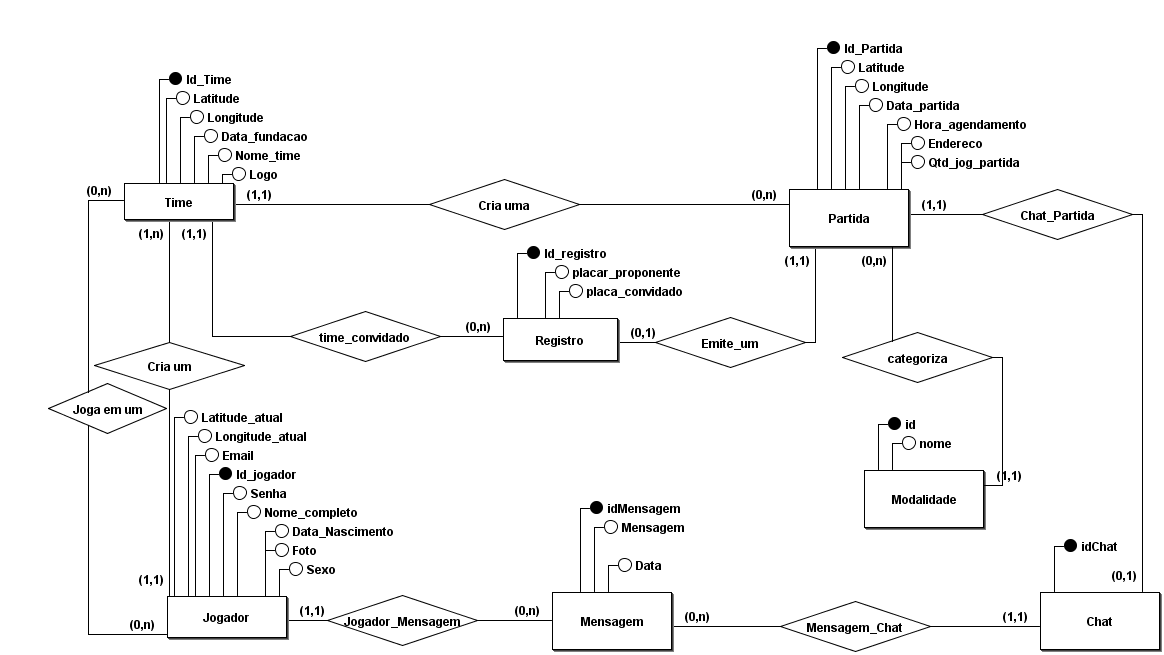 Id_Partida
Latitude
Longitude
Data_partida
Hora_agendamento
Endereco
Qtd_jog_partida
Id_Time
Latitude
Longitude
Data_fundacao
Nome_time
Logo
(0,n)
Time
(1,1)
Cria uma
(0,n)
Partida
(1,1)
Chat_Partida
(1,n)
(1,1)
(1,1)
(0,n)
Id_registro
placar_proponente
placa_convidado
time_convidado
(0,n)
Registro
(0,1)
Emite_um
categoriza
Cria um
Joga em um
id
nome
(1,1)
Modalidade
Latitude_atual
Longitude_atual
Email
Id_jogador
Senha
Nome_completo
Data_Nascimento
Foto
Sexo
idMensagem
Mensagem
Data
idChat
(1,1)
(0,1)
(0,n)
Jogador
(1,1)
Jogador_Mensagem
(0,n)
Mensagem
(0,n)
Mensagem_Chat
(1,1)
Chat